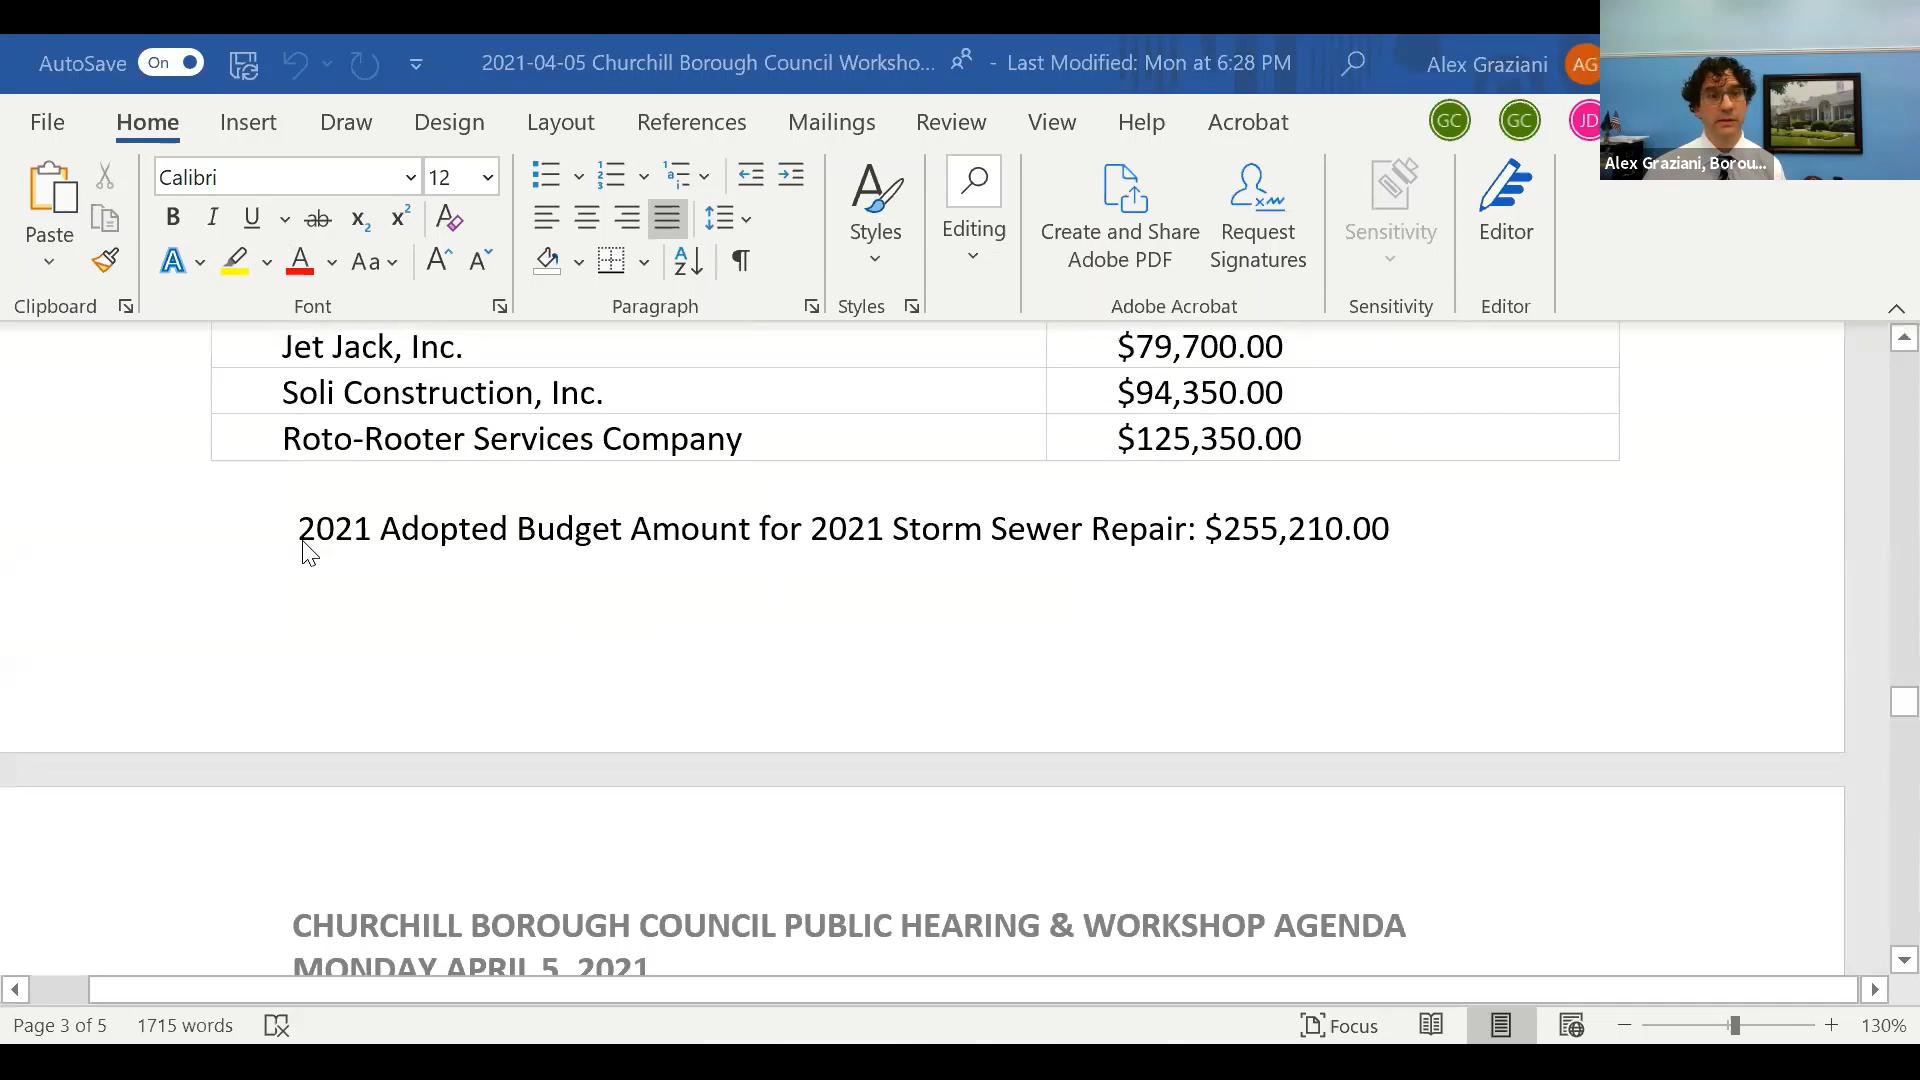 AutoSave On 2021-04-05 Churchill Borough Council Worksho... - Last Modified: Mon at 6:28 PM Alex Graziani AG
File Home Insert Draw Design Layout References Mailings Review View Help Acrobat GC GC JD
Alex Graziani, Borou...
Calibri 12
Paste
Styles
Editing
Create and Share
Adobe PDF
Request
Signatures
Sensitivity
Editor
Clipboard Font Paragraph Styles Adobe Acrobat Sensitivity Editor
Jet Jack, Inc. $79,700.00
Soli Construction, Inc. $94,350.00
Roto-Rooter Services Company $125,350.00
2021 Adopted Budget Amount for 2021 Storm Sewer Repair: $255,210.00
CHURCHILL BOROUGH COUNCIL PUBLIC HEARING & WORKSHOP AGENDA
MONDAY APRIL 5, 2021
Page 3 of 5 1715 words Focus 130%